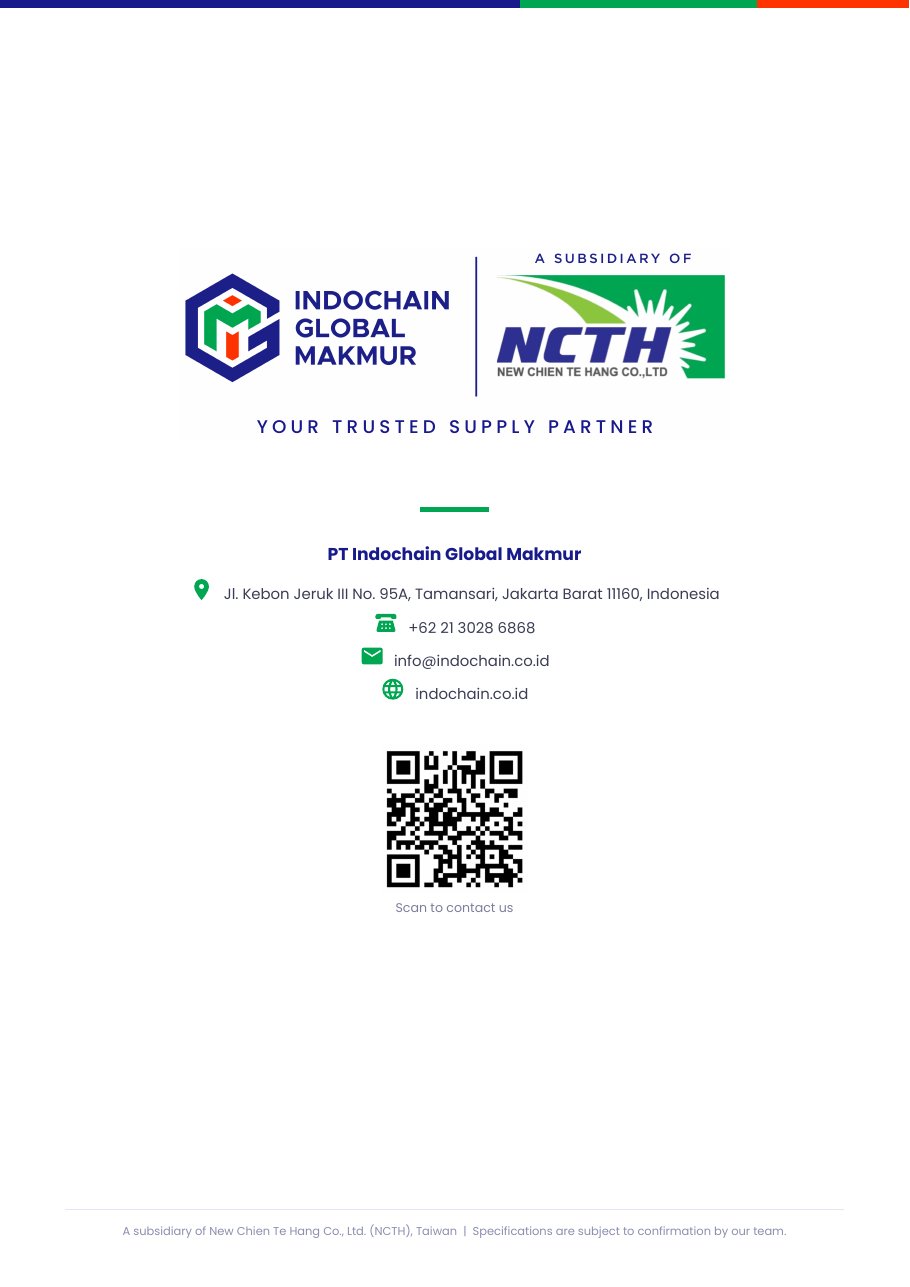 A SUBSIDIARY OF
INDOCHAIN
GLOBAL
MAKMUR
NCTH
NEW CHIEN TE HANG CO.,LTD
YOUR TRUSTED SUPPLY PARTNER
PT Indochain Global Makmur
Jl. Kebon Jeruk III No. 95A, Tamansari, Jakarta Barat 11160, Indonesia
+62 21 3028 6868
info@indochain.co.id
indochain.co.id
Scan to contact us
A subsidiary of New Chien Te Hang Co., Ltd. (NCTH), Taiwan | Specifications are subject to confirmation by our team.